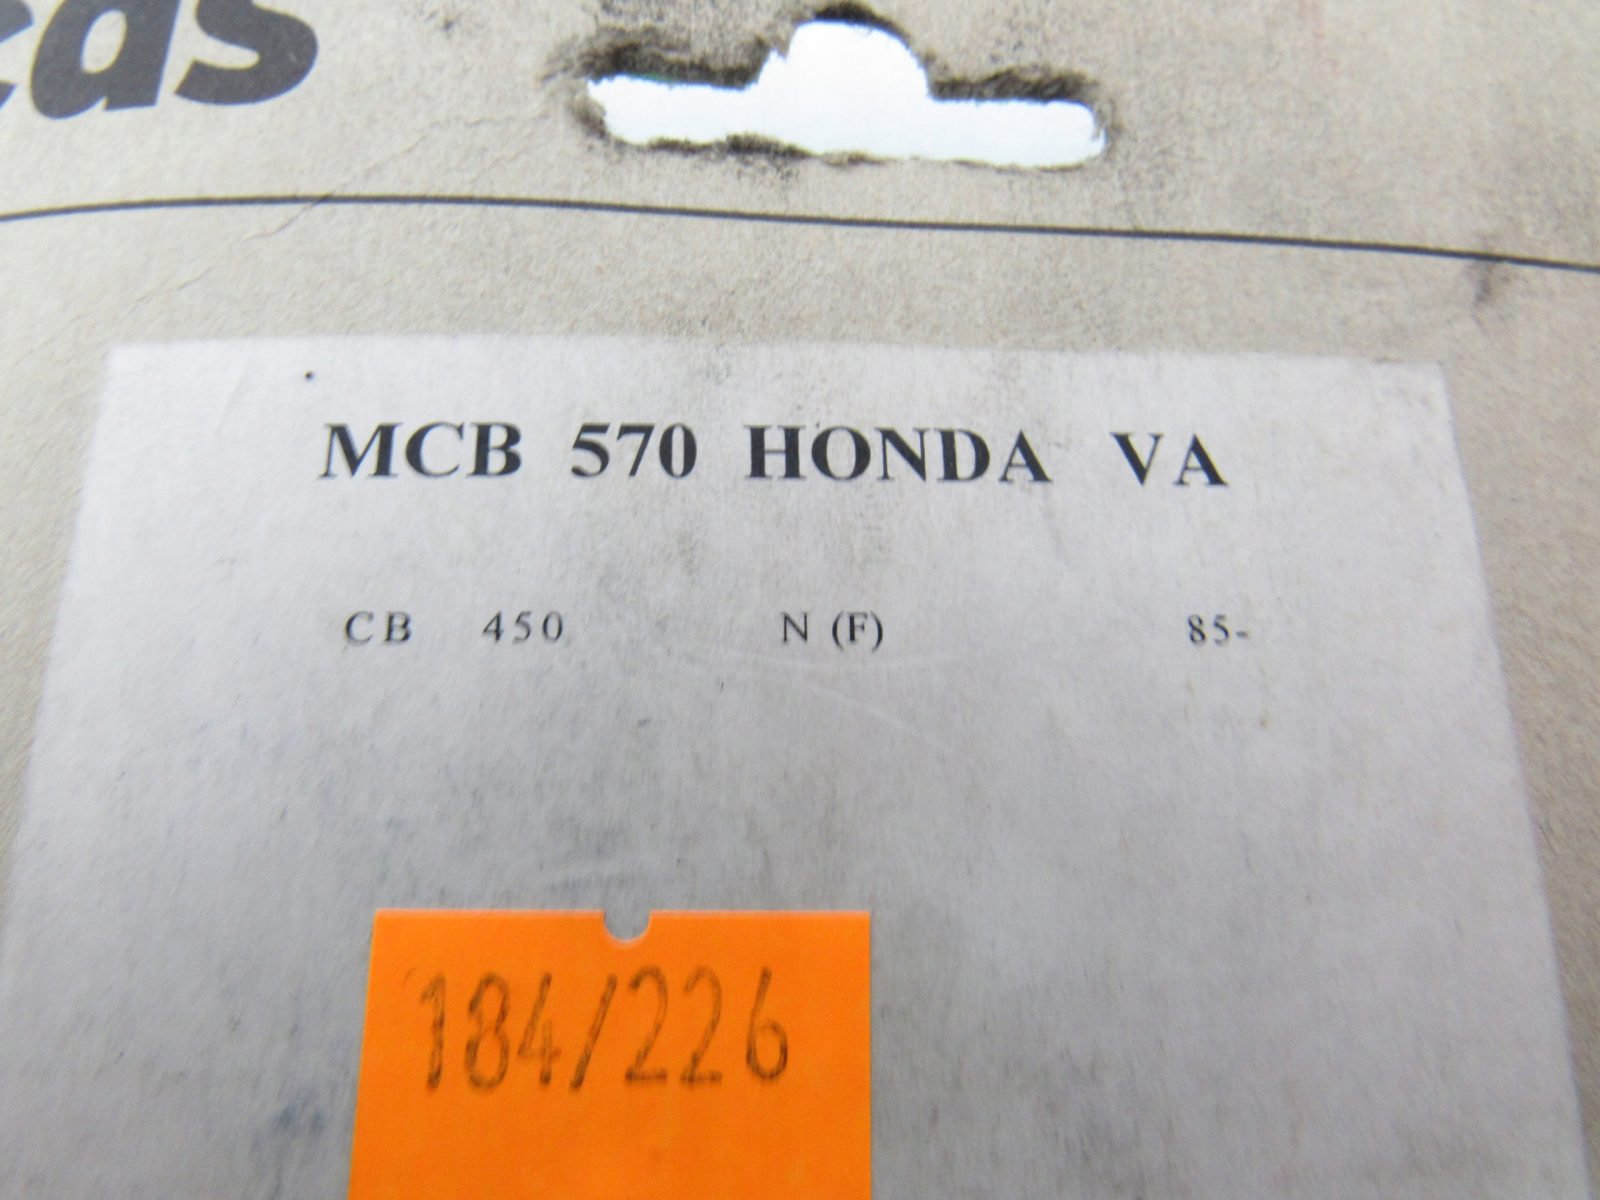 MCB 570 HONDA VA
CB 450 N (F) 85-
184/226